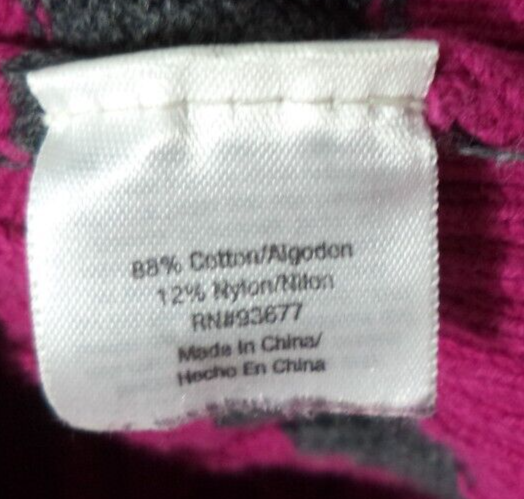 88% Cotton/Algodon
12% Nylon/Nilon
RN#93677
Made In China/
Hecho En China